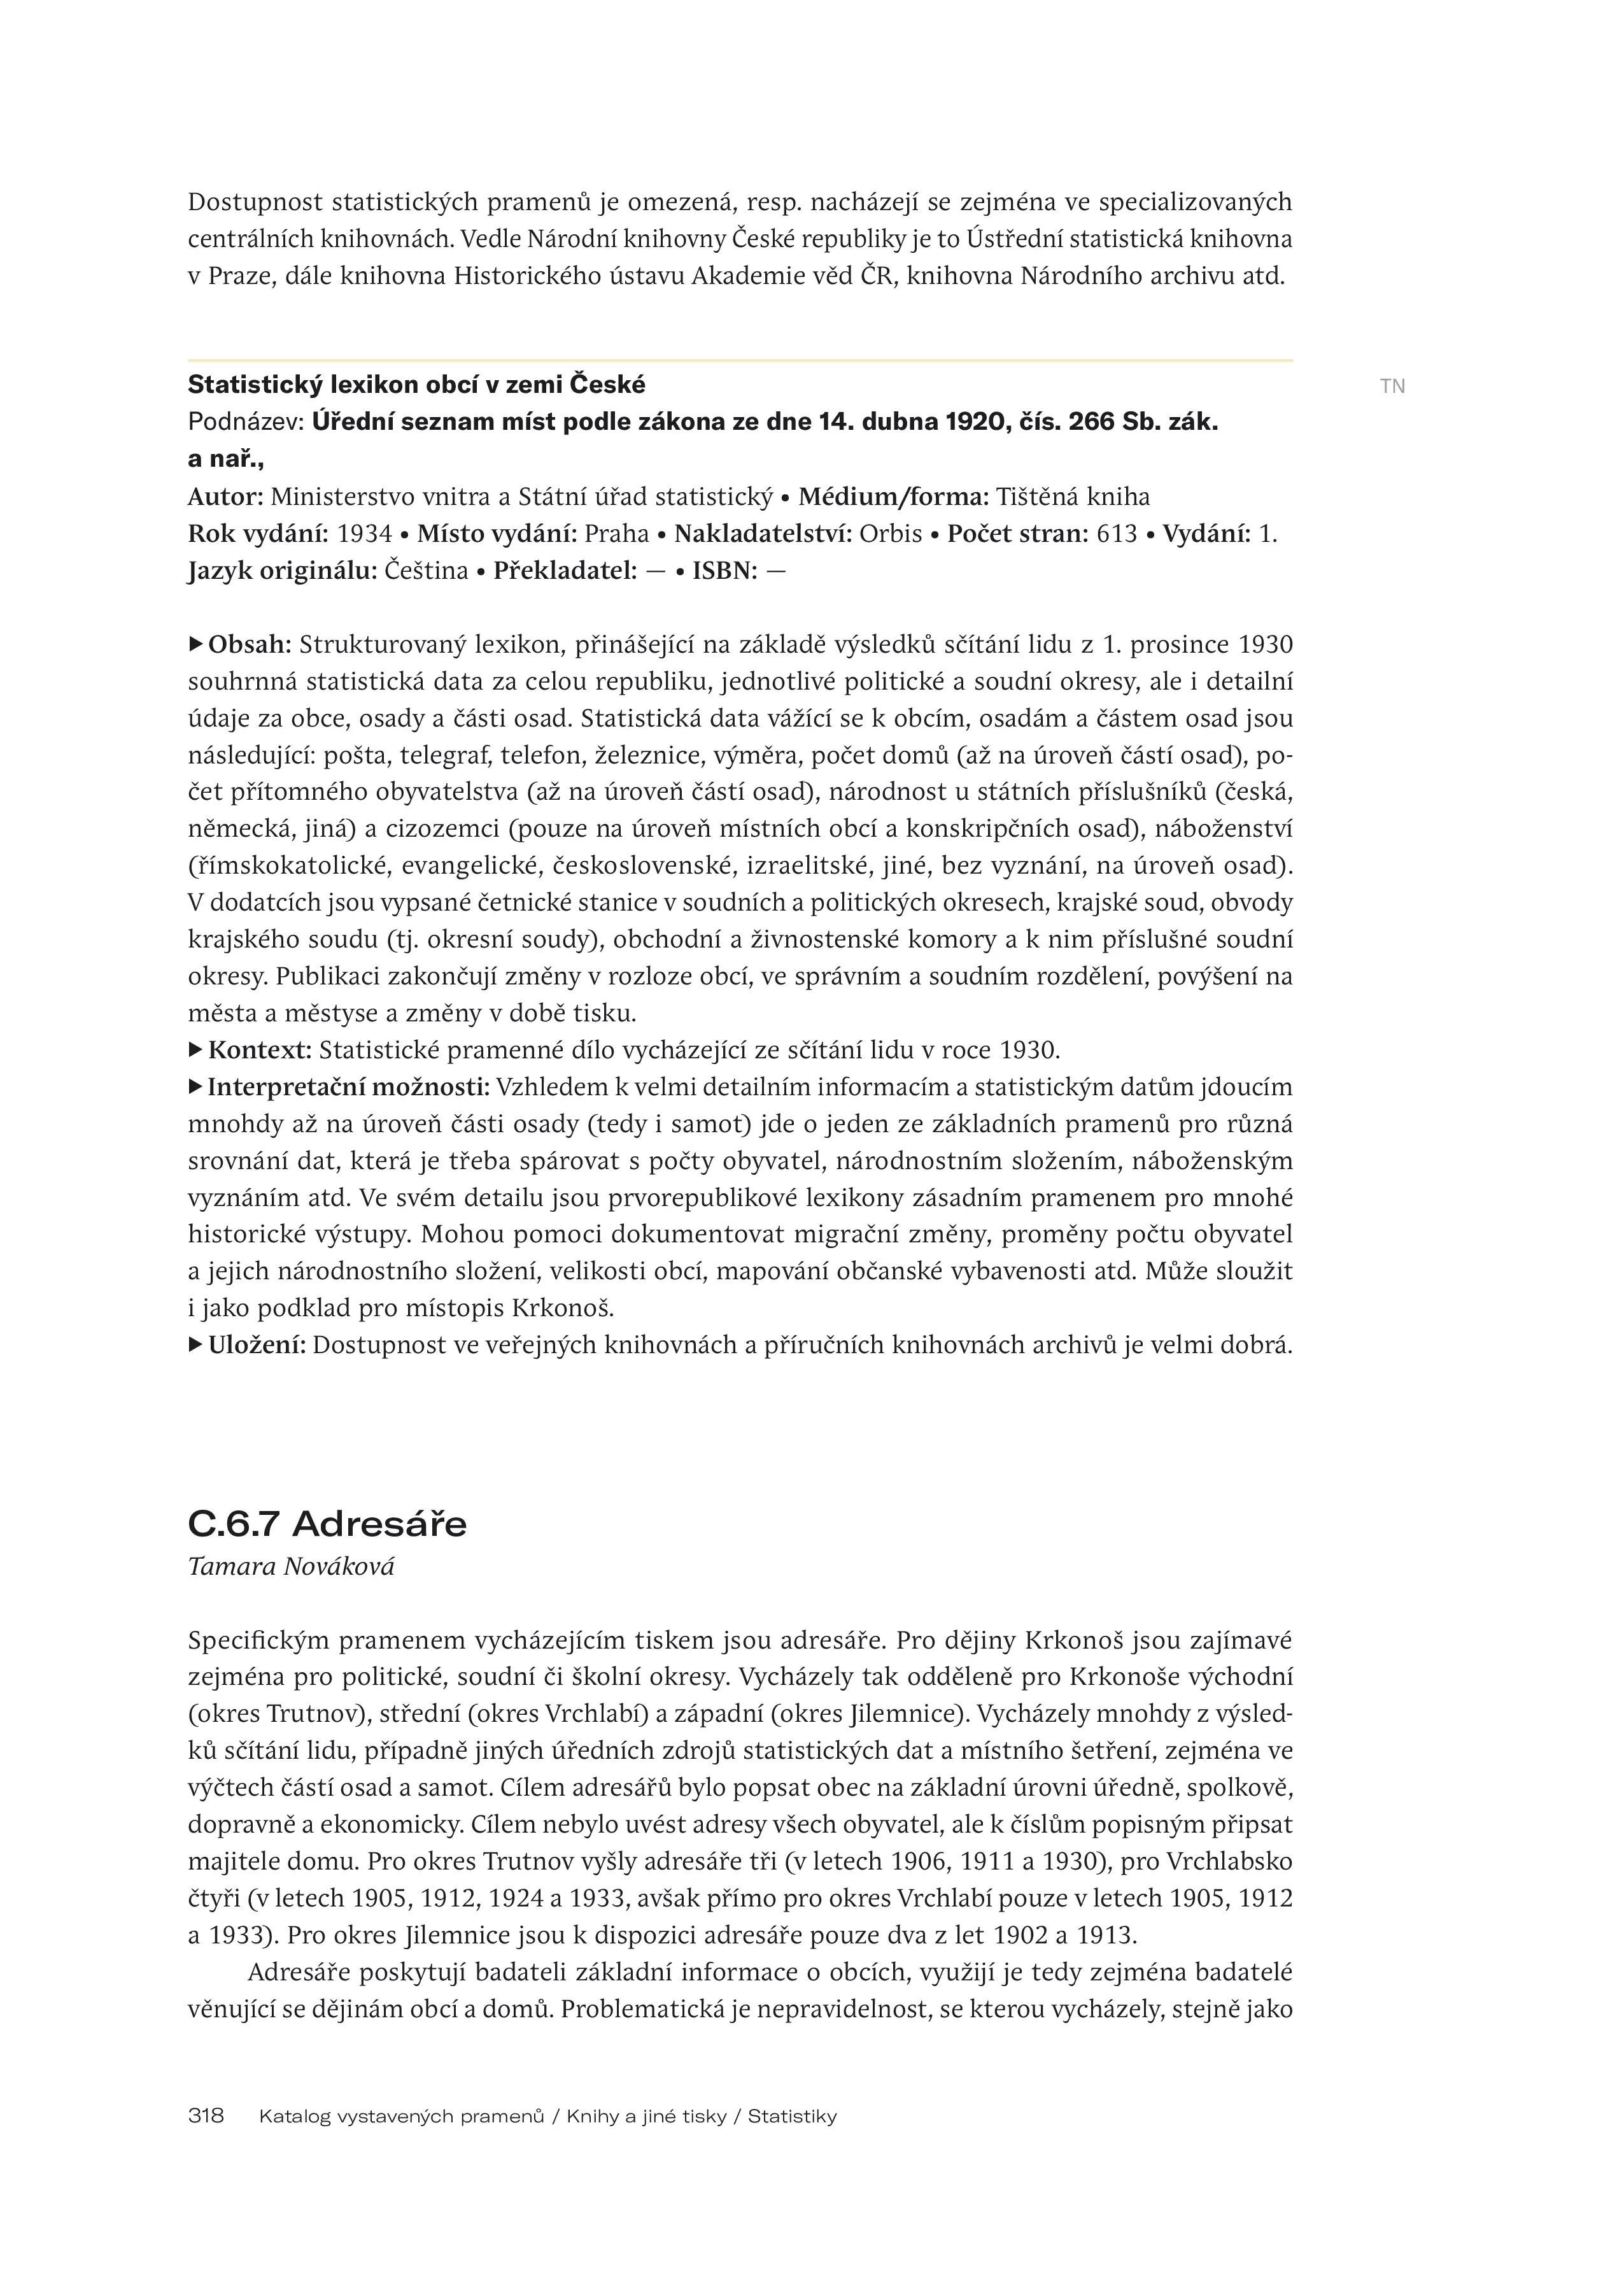 Dostupnost statistických pramenů je omezená, resp. nacházejí se zejména ve specializovaných
centrálních knihovnách. Vedle Národní knihovny České republiky je to Ústřední statistická knihovna
v Praze, dále knihovna Historického ústavu Akademie věd ČR, knihovna Národního archivu atd.
Statistický lexikon obcí v zemi České
TN
Podnázev: Úřední seznam míst podle zákona ze dne 14. dubna 1920, čís. 266 Sb. zák.
a nař.,
Autor: Ministerstvo vnitra a Státní úřad statistický • Médium/forma: Tištěná kniha
Rok vydání: 1934 • Místo vydání: Praha • Nakladatelství: Orbis • Počet stran: 613 • Vydání: 1.
Jazyk originálu: Čeština • Překladatel: — • ISBN: —
▶ Obsah: Strukturovaný lexikon, přinášející na základě výsledků sčítání lidu z 1. prosince 1930
souhrnná statistická data za celou republiku, jednotlivé politické a soudní okresy, ale i detailní
údaje za obce, osady a části osad. Statistická data vážící se k obcím, osadám a částem osad jsou
následující: pošta, telegraf, telefon, železnice, výměra, počet domů (až na úroveň částí osad), po-
čet přítomného obyvatelstva (až na úroveň částí osad), národnost u státních příslušníků (česká,
německá, jiná) a cizozemci (pouze na úroveň místních obcí a konskripčních osad), náboženství
(římskokatolické, evangelické, československé, izraelitské, jiné, bez vyznání, na úroveň osad).
V dodatcích jsou vypsané četnické stanice v soudních a politických okresech, krajské soud, obvody
krajského soudu (tj. okresní soudy), obchodní a živnostenské komory a k nim příslušné soudní
okresy. Publikaci zakončují změny v rozloze obcí, ve správním a soudním rozdělení, povýšení na
města a městyse a změny v době tisku.
▶ Kontext: Statistické pramenné dílo vycházející ze sčítání lidu v roce 1930.
▶ Interpretační možnosti: Vzhledem k velmi detailním informacím a statistickým datům jdoucím
mnohdy až na úroveň části osady (tedy i samot) jde o jeden ze základních pramenů pro různá
srovnání dat, která je třeba spárovat s počty obyvatel, národnostním složením, náboženským
vyznáním atd. Ve svém detailu jsou prvorepublikové lexikony zásadním pramenem pro mnohé
historické výstupy. Mohou pomoci dokumentovat migrační změny, proměny počtu obyvatel
a jejich národnostního složení, velikosti obcí, mapování občanské vybavenosti atd. Může sloužit
i jako podklad pro místopis Krkonoš.
▶ Uložení: Dostupnost ve veřejných knihovnách a příručních knihovnách archivů je velmi dobrá.
C.6.7 Adresáře
Tamara Nováková
Specifickým pramenem vycházejícím tiskem jsou adresáře. Pro dějiny Krkonoš jsou zajímavé
zejména pro politické, soudní či školní okresy. Vycházely tak odděleně pro Krkonoše východní
(okres Trutnov), střední (okres Vrchlabí) a západní (okres Jilemnice). Vycházely mnohdy z výsled-
ků sčítání lidu, případně jiných úředních zdrojů statistických dat a místního šetření, zejména ve
výčtech částí osad a samot. Cílem adresářů bylo popsat obec na základní úrovni úředně, spolkově,
dopravně a ekonomicky. Cílem nebylo uvést adresy všech obyvatel, ale k číslům popisným připsat
majitele domu. Pro okres Trutnov vyšly adresáře tři (v letech 1906, 1911 a 1930), pro Vrchlabsko
čtyři (v letech 1905, 1912, 1924 a 1933, avšak přímo pro okres Vrchlabí pouze v letech 1905, 1912
a 1933). Pro okres Jilemnice jsou k dispozici adresáře pouze dva z let 1902 a 1913.
Adresáře poskytují badateli základní informace o obcích, využijí je tedy zejména badatelé
věnující se dějinám obcí a domů. Problematická je nepravidelnost, se kterou vycházely, stejně jako
318 Katalog vystavených pramenů / Knihy a jiné tisky / Statistiky